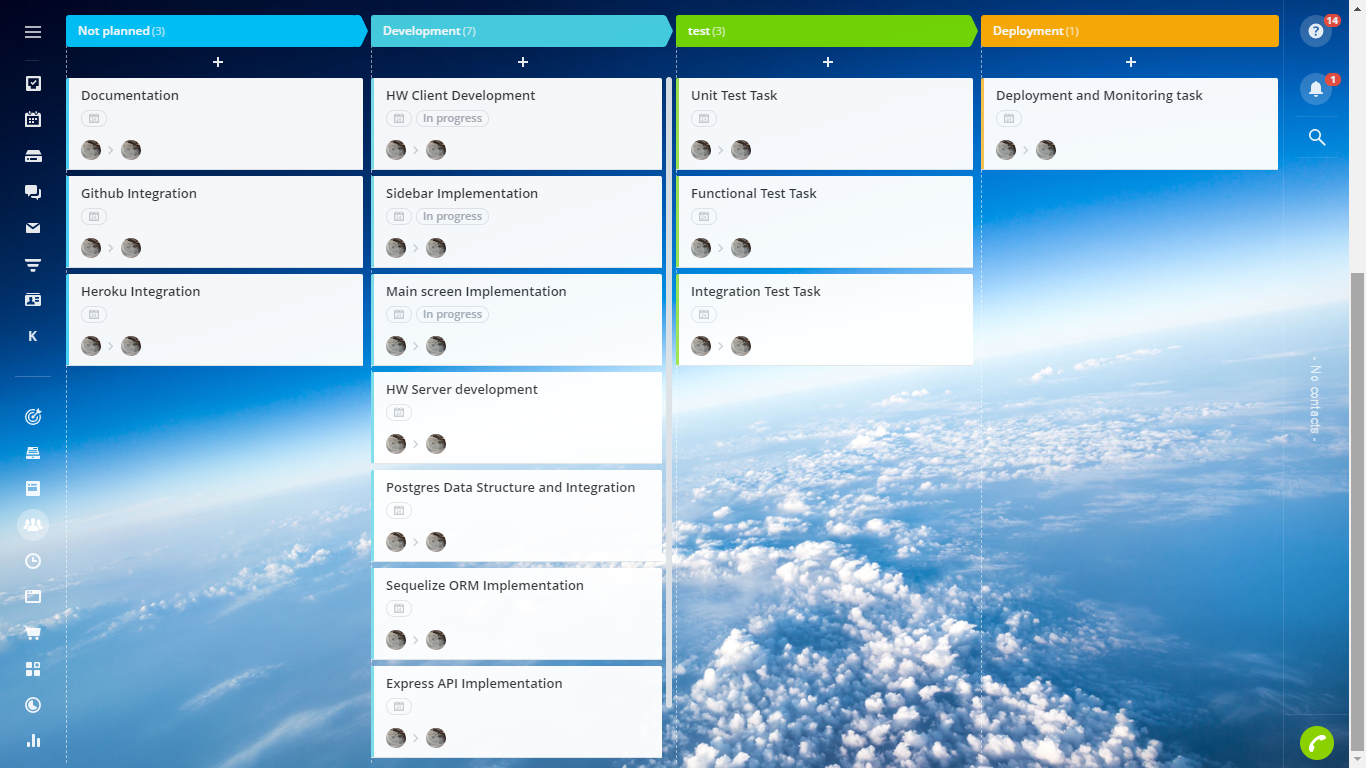 Not planned (3)
Documentation
Github Integration
Heroku Integration
Development (7)
HW Client Development
In progress
Sidebar Implementation
In progress
Main screen Implementation
In progress
HW Server development
Postgres Data Structure and Integration
Sequelize ORM Implementation
Express API Implementation
test (3)
Unit Test Task
Functional Test Task
Integration Test Task
Deployment (1)
Deployment and Monitoring task
K
?
14
1
- No contacts -